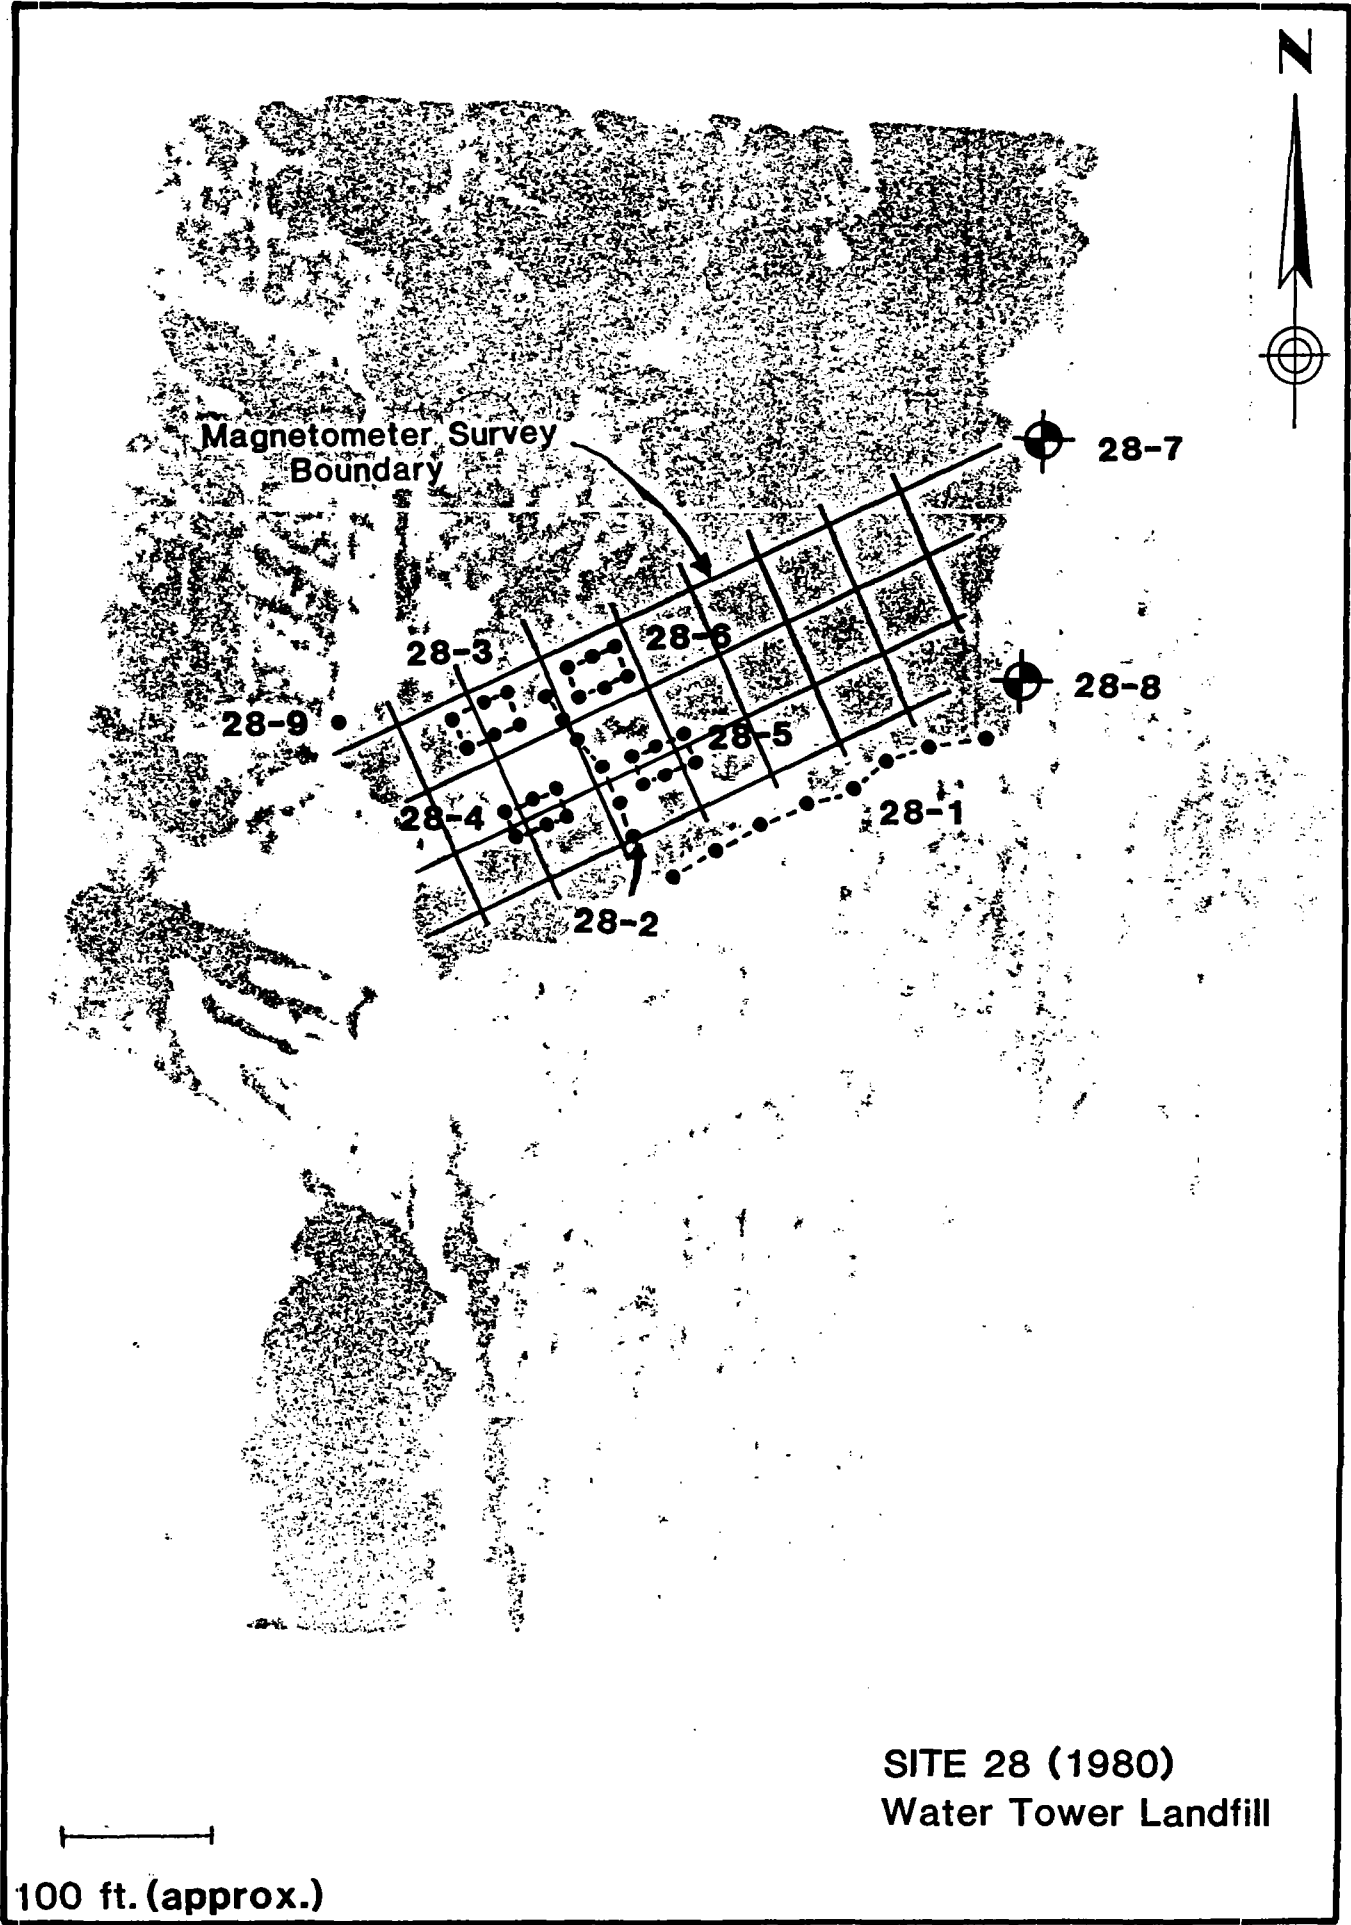 N
Magnetometer Survey
Boundary
28-7
28-6
28-3
28-8
28-9
28-5
28-4
28-1
28-2
SITE 28 (1980)
Water Tower Landfill
100 ft. (approx.)